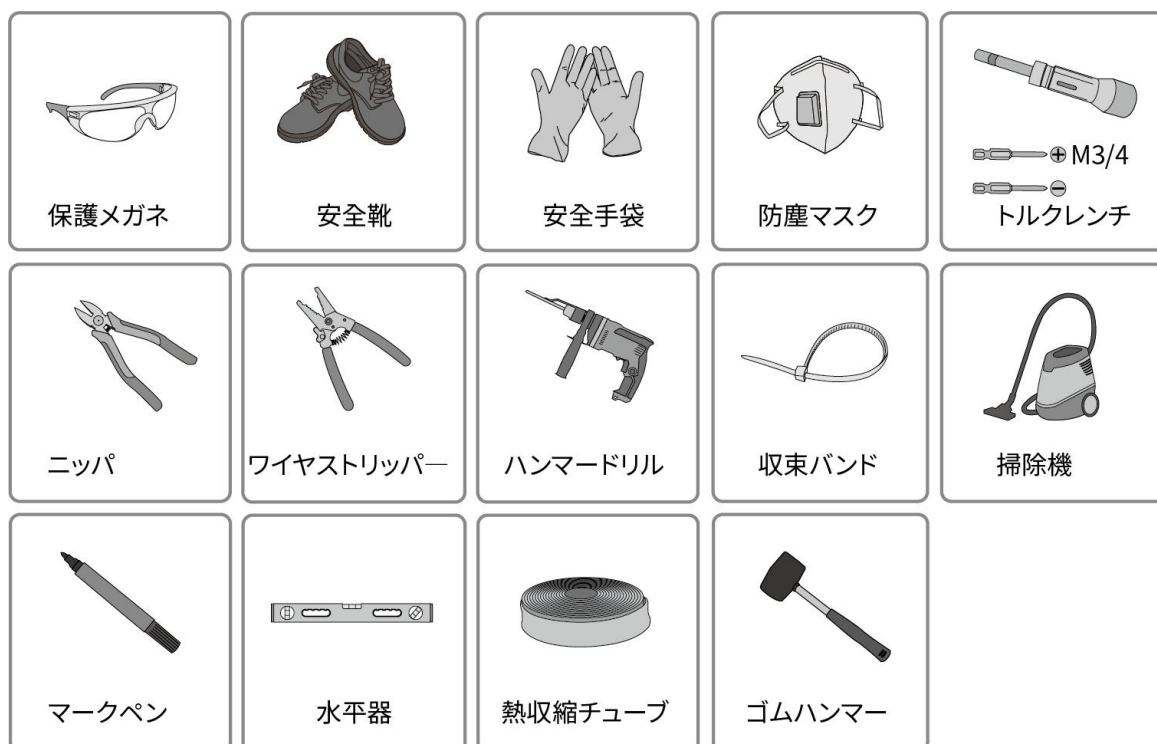 保護メガネ
安全靴
安全手袋
防塵マスク
M3/4
トルクレンチ
ニッパ
ワイヤストリッパ―
ハンマードリル
収束バンド
掃除機
マークペン
水平器
熱収縮チューブ
ゴムハンマー